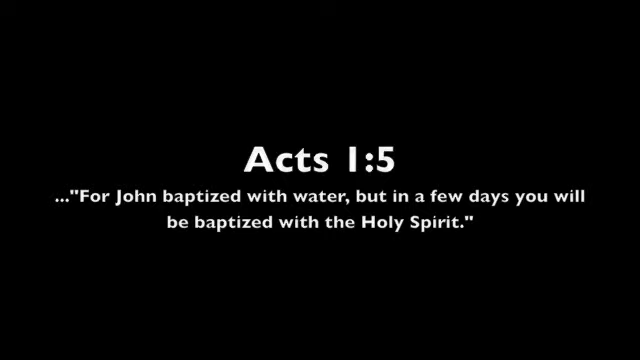 Acts 1:5
..."For John baptized with water, but in a few days you will
be baptized with the Holy Spirit."